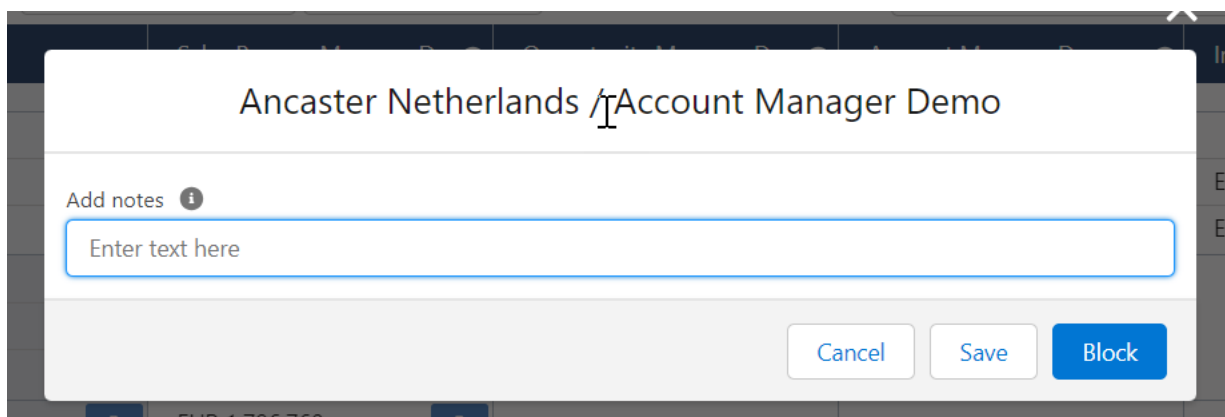 Ancaster Netherlands / Account Manager Demo
Add notes
Enter text here
Cancel Save Block